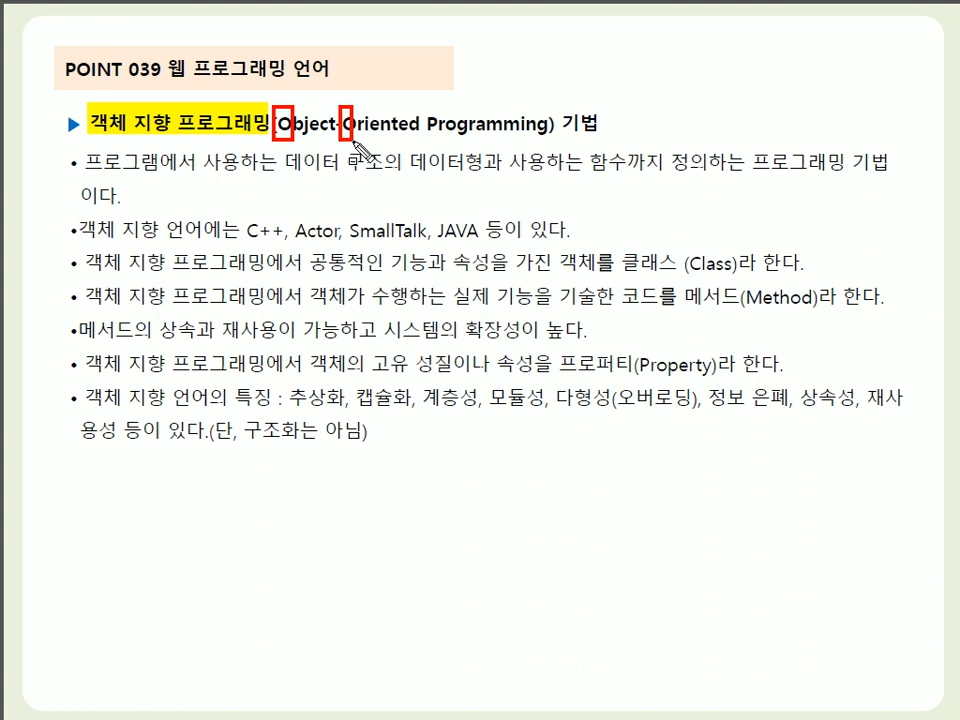 POINT 039 웹 프로그래밍 언어
▶ 객체 지향 프로그래밍(Object-Oriented Programming) 기법
• 프로그램에서 사용하는 데이터 구조의 데이터형과 사용하는 함수까지 정의하는 프로그래밍 기법
이다.
•객체 지향 언어에는 C++, Actor, SmallTalk, JAVA 등이 있다.
• 객체 지향 프로그래밍에서 공통적인 기능과 속성을 가진 객체를 클래스 (Class)라 한다.
• 객체 지향 프로그래밍에서 객체가 수행하는 실제 기능을 기술한 코드를 메서드(Method)라 한다.
•메서드의 상속과 재사용이 가능하고 시스템의 확장성이 높다.
• 객체 지향 프로그래밍에서 객체의 고유 성질이나 속성을 프로퍼티(Property)라 한다.
• 객체 지향 언어의 특징 : 추상화, 캡슐화, 계층성, 모듈성, 다형성(오버로딩), 정보 은폐, 상속성, 재사
용성 등이 있다.(단, 구조화는 아님)